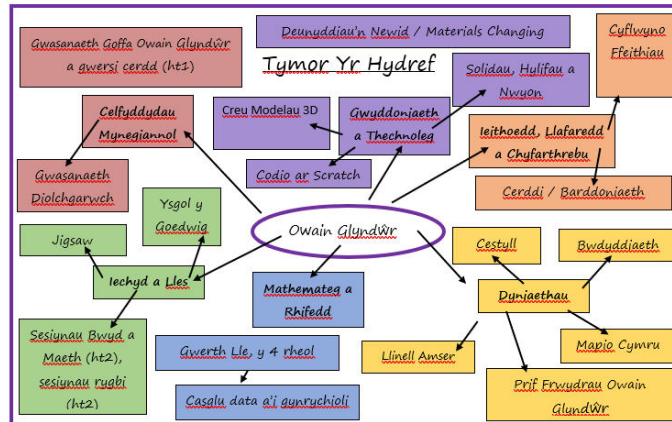 Gwasanaeth Goffa Owain Glyndŵr
a gwersi cerdd (ht1)
Deunyddiau'n Newid / Materials Changing
Tymor Yr Hydref
Cyflwyno
Ffeithiau
Solidau, Hulifau a
Nwyon
Celfyddydau
Mynegiannol
Creu Modelau 3D
Gwyddoniaeth
a Thechnoleg
Ieithoedd, Llafaredd
a Chyfarthrebu
Gwasanaeth
Diolchgarwch
Codio ar Scratch
Cerddi / Barddoniaeth
Ysgol y
Goedwig
Jigsaw
Owain Glyndŵr
Cestyll
Bwdyddiaeth
Iechyd a Lles
Mathemateg a
Rhifedd
Dyniaethau
Sesiynau Bwyd a
Maeth (ht2),
sesiynau rygbi
(ht2)
Gwerth Lle, y 4 rheol
Llinell Amser
Mapio Cymru
Casglu data a'i gynrychioli
Prif Frwydrau Owain
Glyndŵr